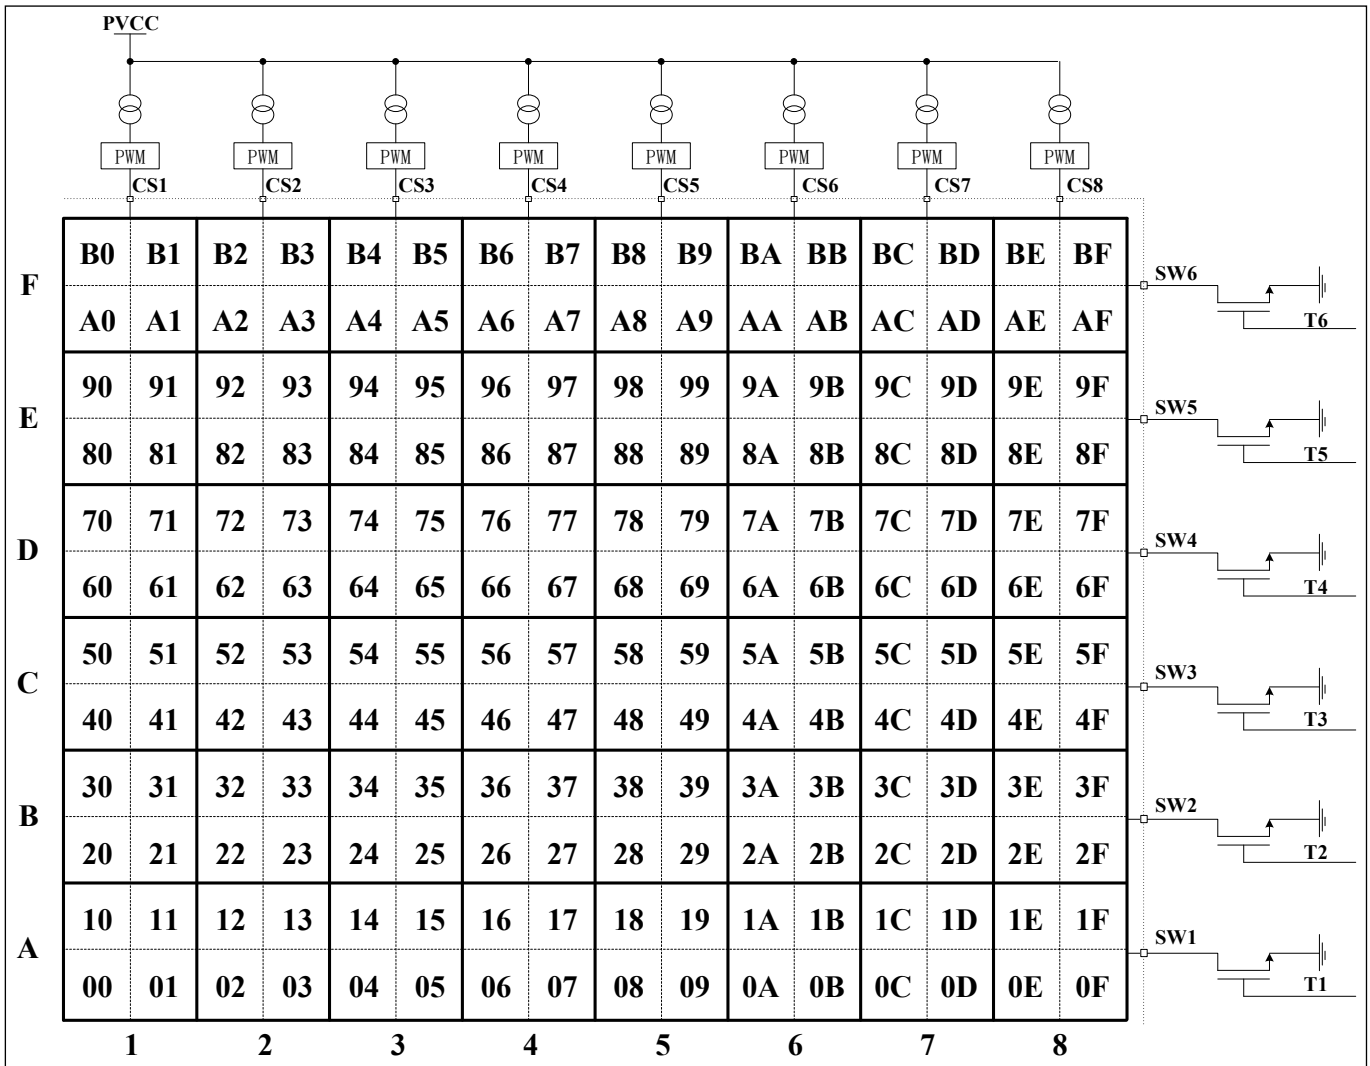 PVCC
PWM PWM PWM PWM PWM PWM PWM PWM
CS1 CS2 CS3 CS4 CS5 CS6 CS7 CS8
B0 B1 B2 B3 B4 B5 B6 B7 B8 B9 BA BB BC BD BE BF
F SW6
A0 A1 A2 A3 A4 A5 A6 A7 A8 A9 AA AB AC AD AE AF T6
90 91 92 93 94 95 96 97 98 99 9A 9B 9C 9D 9E 9F
E SW5
80 81 82 83 84 85 86 87 88 89 8A 8B 8C 8D 8E 8F T5
70 71 72 73 74 75 76 77 78 79 7A 7B 7C 7D 7E 7F
D SW4
60 61 62 63 64 65 66 67 68 69 6A 6B 6C 6D 6E 6F T4
50 51 52 53 54 55 56 57 58 59 5A 5B 5C 5D 5E 5F
C SW3
40 41 42 43 44 45 46 47 48 49 4A 4B 4C 4D 4E 4F T3
30 31 32 33 34 35 36 37 38 39 3A 3B 3C 3D 3E 3F
B SW2
20 21 22 23 24 25 26 27 28 29 2A 2B 2C 2D 2E 2F T2
10 11 12 13 14 15 16 17 18 19 1A 1B 1C 1D 1E 1F
A SW1
00 01 02 03 04 05 06 07 08 09 0A 0B 0C 0D 0E 0F T1
1 2 3 4 5 6 7 8